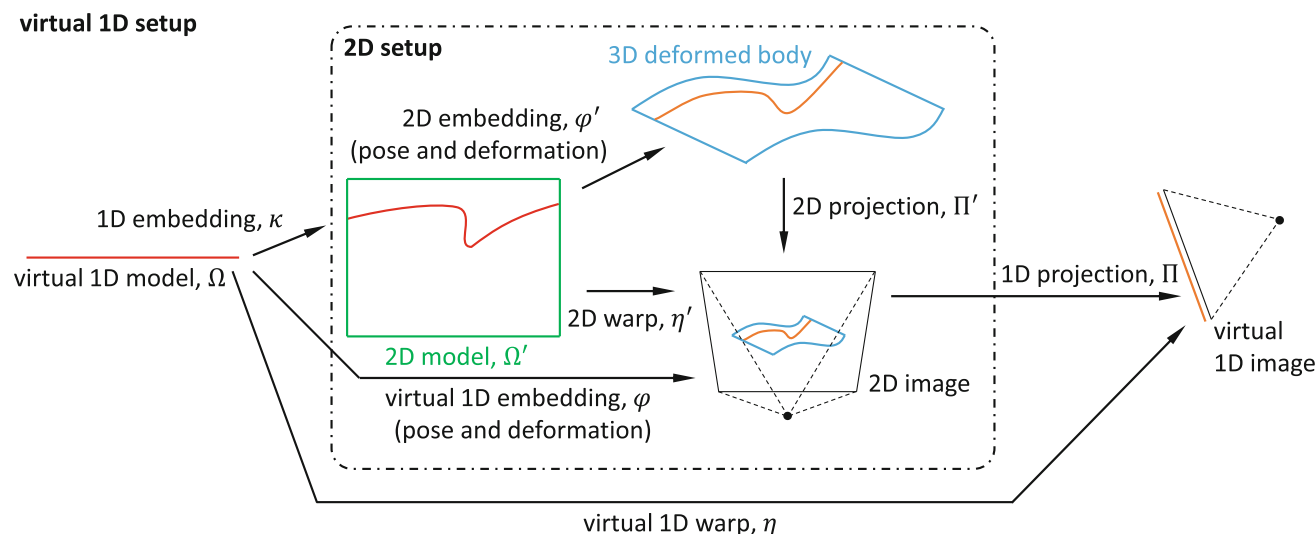 virtual 1D setup
2D setup
3D deformed body
2D embedding, φ′
(pose and deformation)
1D embedding, κ
2D projection, Π′
virtual 1D model, Ω
1D projection, Π
2D warp, η′
virtual
1D image
2D model, Ω′
2D image
virtual 1D embedding, φ
(pose and deformation)
virtual 1D warp, η